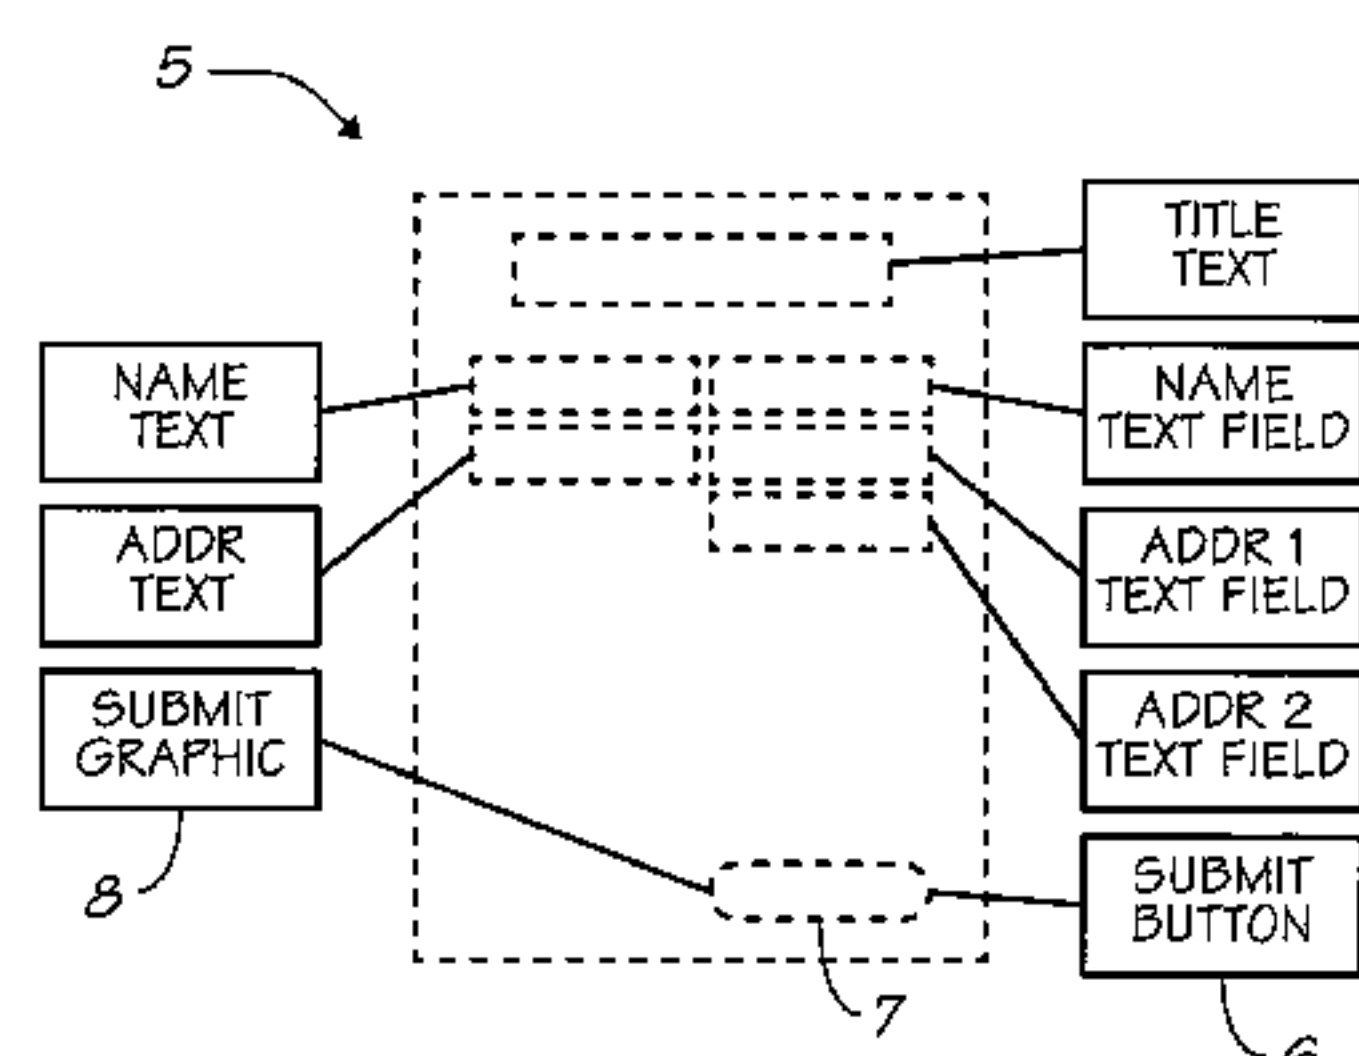 5
TITLE
TEXT
NAME
TEXT
NAME
TEXT FIELD
ADDR
TEXT
ADDR 1
TEXT FIELD
SUBMIT
GRAPHIC
ADDR 2
TEXT FIELD
SUBMIT
BUTTON
8
7
6